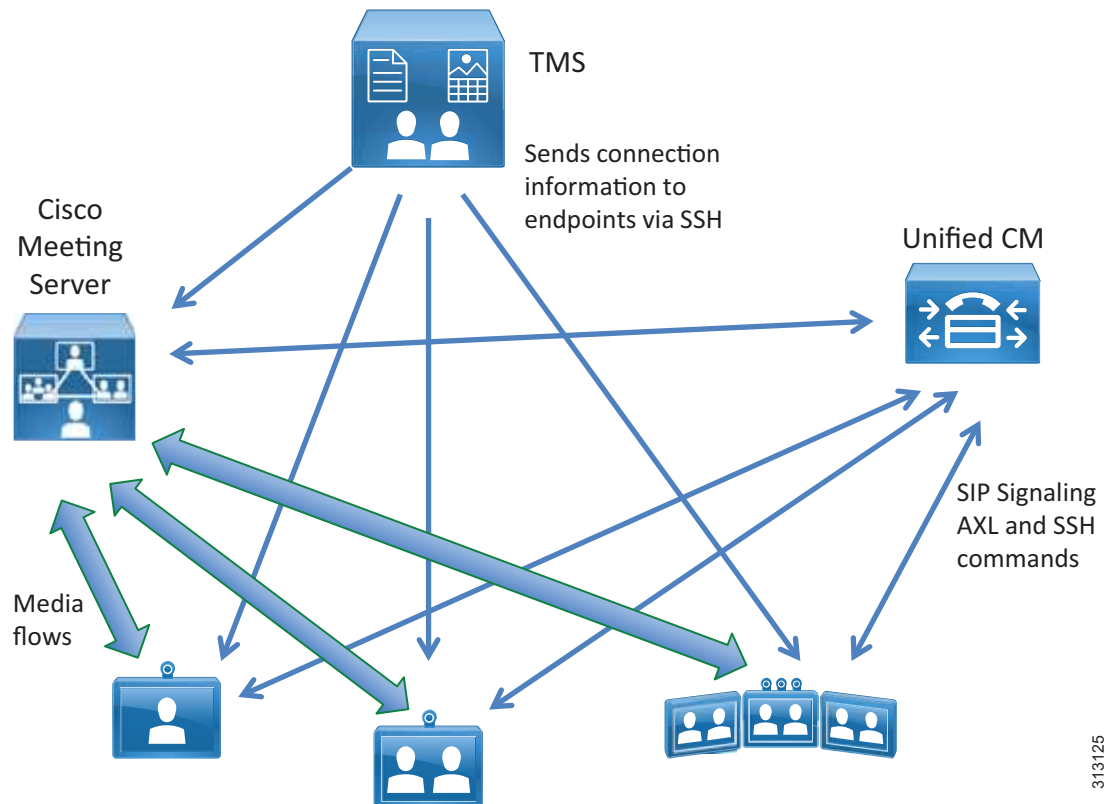 TMS
Sends connection
information to
endpoints via SSH
Cisco
Meeting
Server
Unified CM
SIP Signaling
AXL and SSH
commands
Media
flows
313125